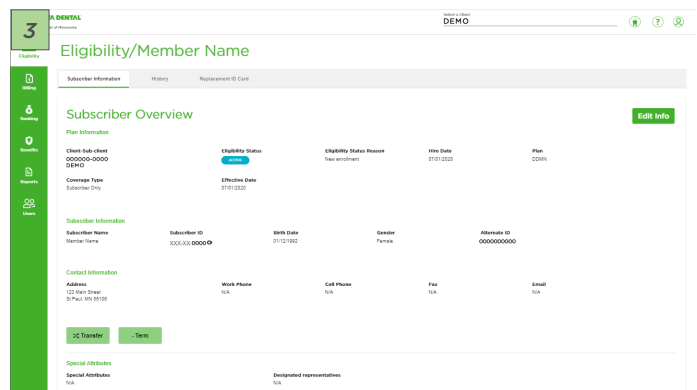 3
A DENTAL
of Minnesota
Select a Client
DEMO
?
Eligibility
Billing
Banking
Benefits
Reports
Users
Eligibility/Member Name
Subscriber Information History Replacement ID Card
Subscriber Overview
Edit Info
Plan Information
Client-Sub-client Eligibility Status Eligibility Status Reason Hire Date Plan
000000-0000 ACTIVE New enrollment 07/01/2020 DDMN
DEMO
Coverage Type Effective Date
Subscriber Only 07/01/2020
Subscriber Information
Subscriber Name Subscriber ID Birth Date Gender Alternate ID
Member Name XXX-XX-0000 01/12/1992 Female 0000000000
Contact Information
Address Work Phone Cell Phone Fax Email
123 Main Street N/A N/A N/A N/A
St Paul, MN 55105
Transfer - Term
Special Attributes
Special Attributes Designated representatives
N/A N/A